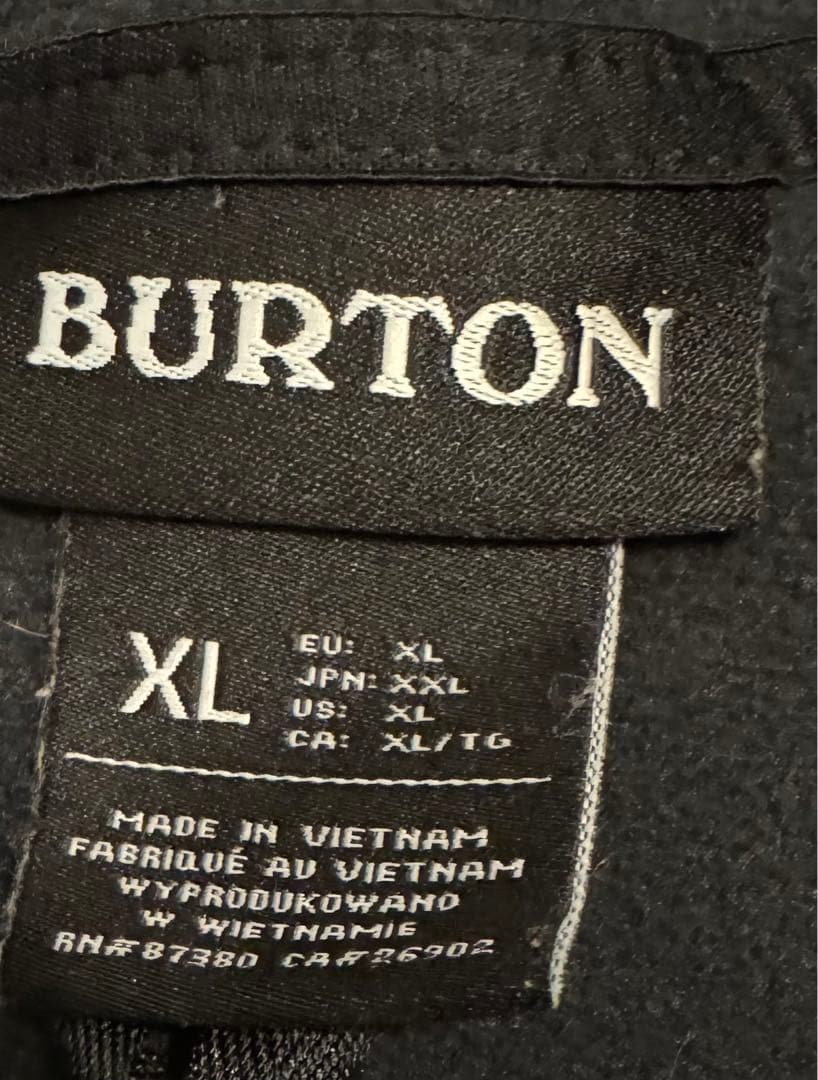 BURTON
XL
EU: XL
JPN: XXL
US: XL
CA: XL/TG
MADE IN VIETNAM
FABRIQUÉ AU VIETNAM
WYPRODUKOWANO
W WIETNAMIE
RN#87380 CA#26902